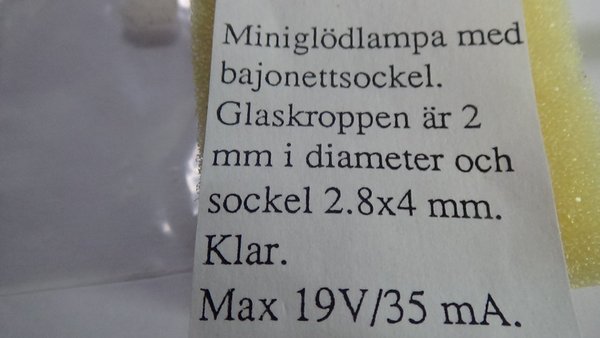 Miniglödlampa med
bajonettsockel.
Glaskroppen är 2
mm i diameter och
sockel 2.8x4 mm.
Klar.
Max 19V/35 mA.